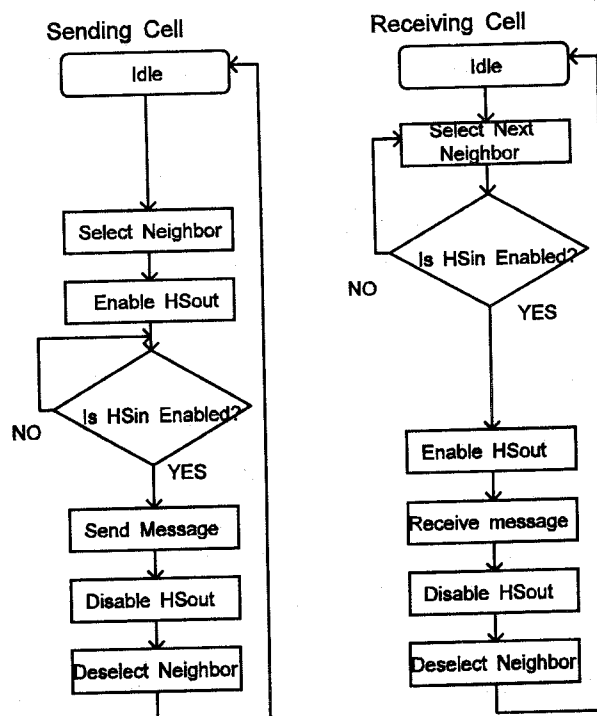 Sending Cell
Idle
Select Neighbor
Enable HSout
Is HSin Enabled?
NO
YES
Send Message
Disable HSout
Deselect Neighbor
Receiving Cell
Idle
Select Next
Neighbor
Is HSin Enabled?
NO
YES
Enable HSout
Receive message
Disable HSout
Deselect Neighbor